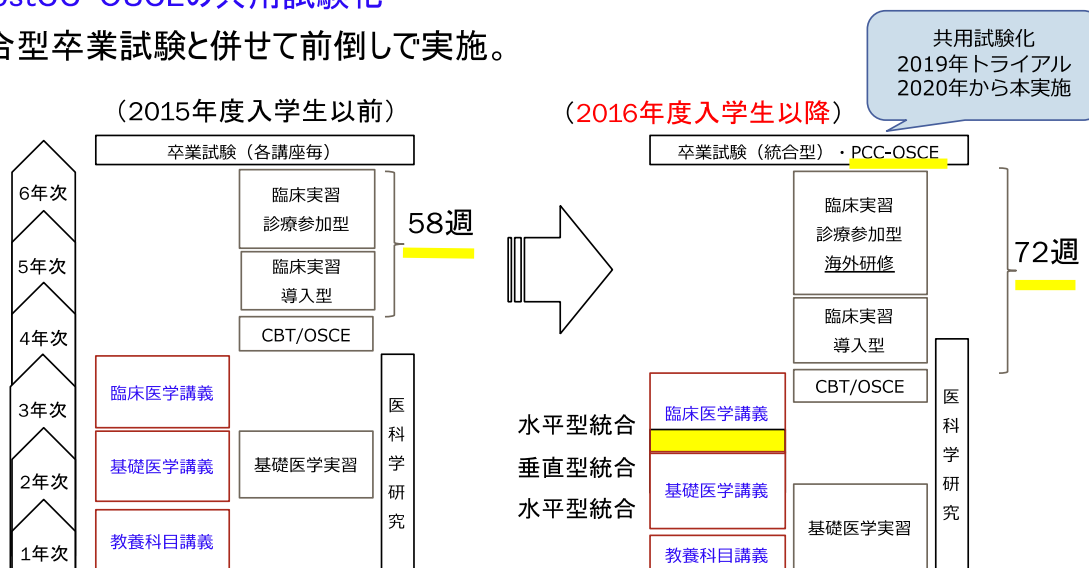 ostCC-OSCEの共用試験化
合型卒業試験と併せて前倒しで実施。
共用試験化
2019年トライアル
2020年から本実施
（2015年度入学生以前）
卒業試験（各講座毎）
6年次
5年次
4年次
3年次
2年次
1年次
臨床実習
診療参加型
臨床実習
導入型
58週
CBT/OSCE
臨床医学講義
基礎医学講義
基礎医学実習
教養科目講義
医科学研究
（2016年度入学生以降）
卒業試験（統合型）・PCC-OSCE
臨床実習
診療参加型
海外研修
臨床実習
導入型
72週
CBT/OSCE
水平型統合
垂直型統合
水平型統合
臨床医学講義
基礎医学講義
基礎医学実習
教養科目講義
医科学研究